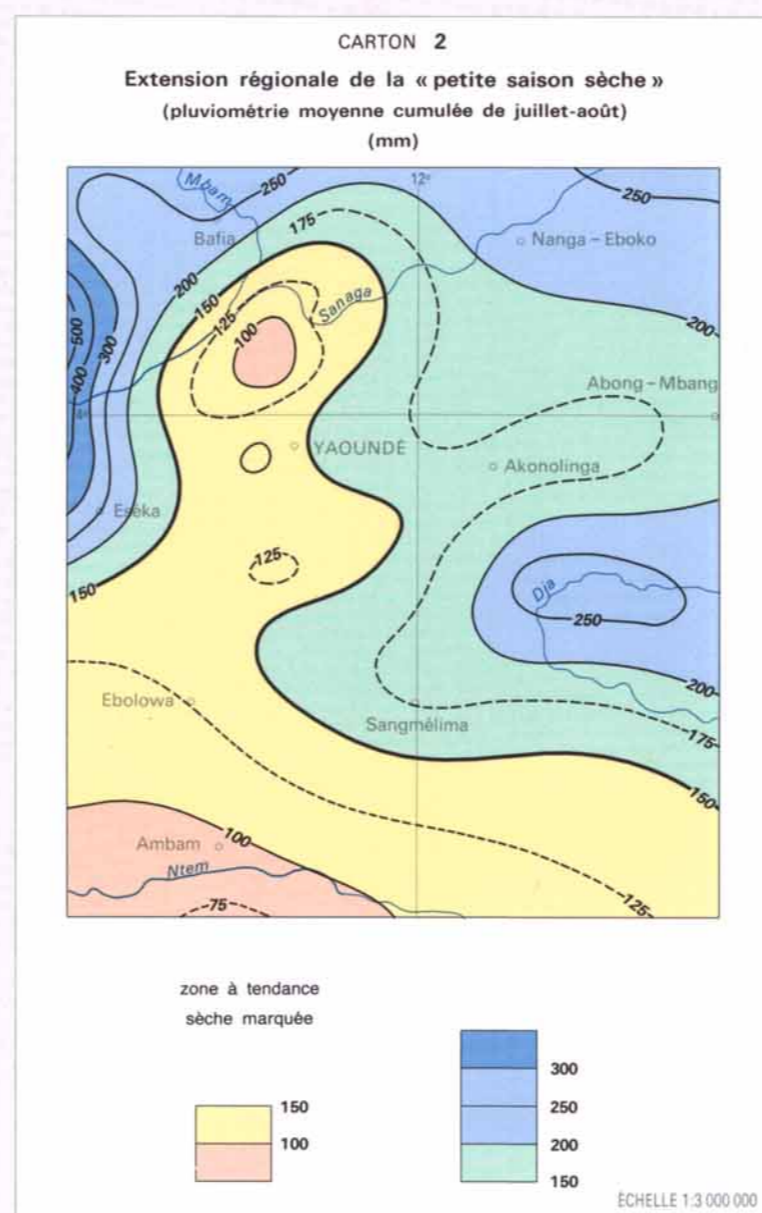 CARTON 2
Extension régionale de la « petite saison sèche »
(pluviométrie moyenne cumulée de juillet-août)
(mm)
Mbam
250
12°
250
Bafia
175
Nanga – Eboko
200
150
125
Sanaga
100
500
400
300
200
Abong – Mbang
4°
YAOUNDÉ
Akonolinga
Eséka
125
150
Dja
250
Ebolowa
Sangmélima
200
175
150
Ambam
100
Ntem
75
125
zone à tendance
sèche marquée
150
100
300
250
200
150
ÉCHELLE 1:3 000 000